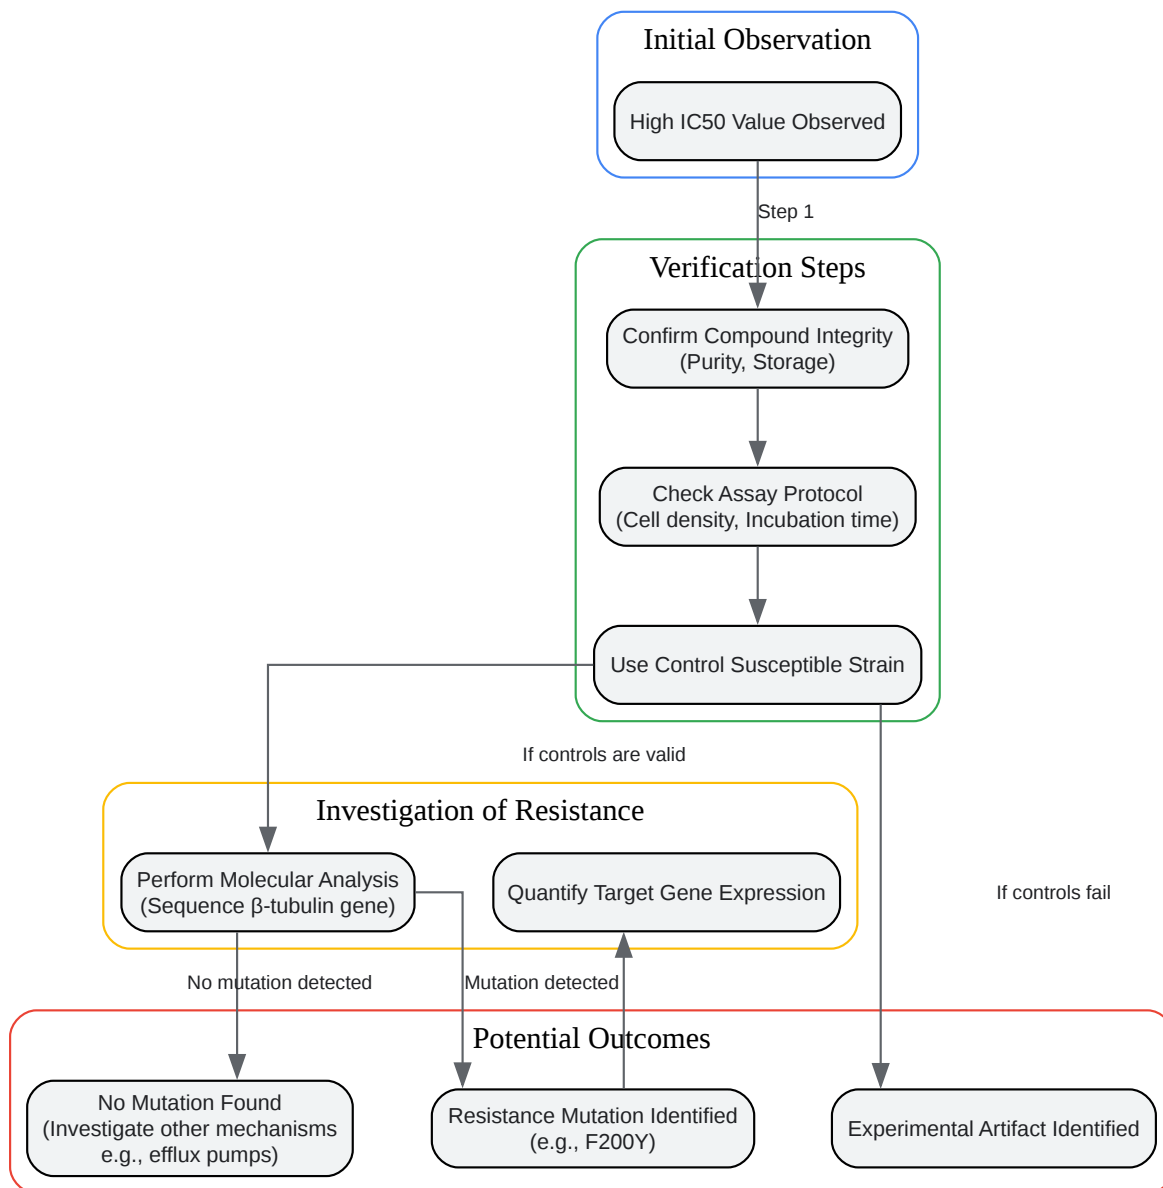 Initial Observation
High IC50 Value Observed
Step 1
Verification Steps
Confirm Compound Integrity
(Purity, Storage)
Check Assay Protocol
(Cell density, Incubation time)
Use Control Susceptible Strain
If controls are valid
Investigation of Resistance
Perform Molecular Analysis
(Sequence β-tubulin gene)
Quantify Target Gene Expression
If controls fail
No mutation detected
Mutation detected
Potential Outcomes
No Mutation Found
(Investigate other mechanisms
e.g., efflux pumps)
Resistance Mutation Identified
(e.g., F200Y)
Experimental Artifact Identified